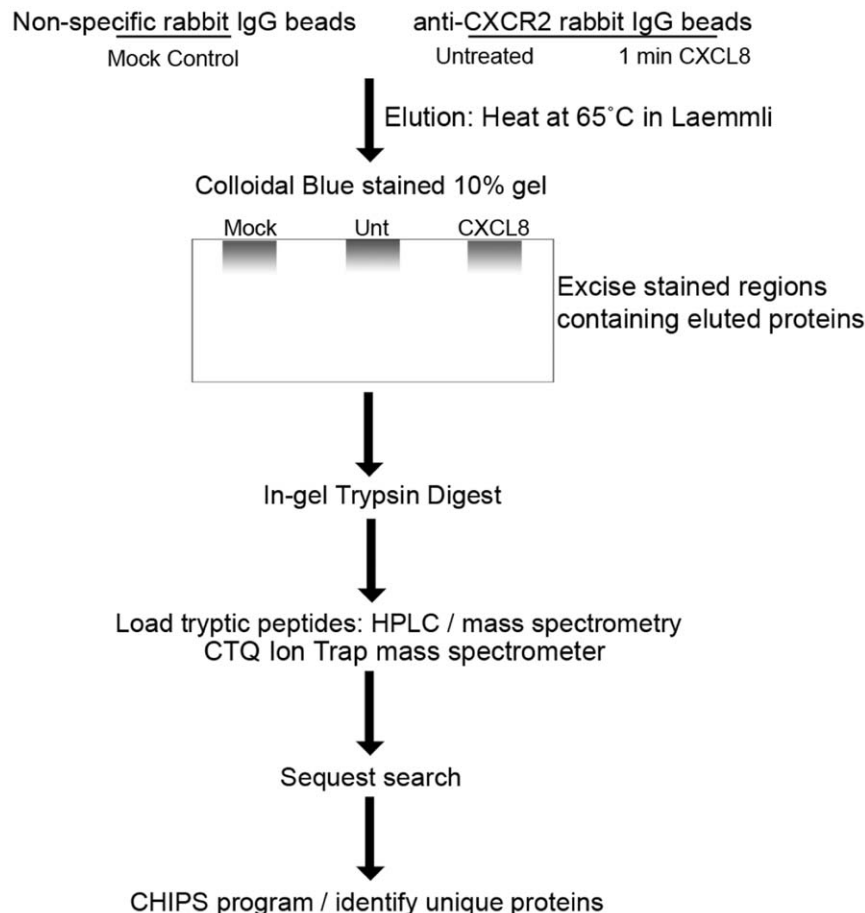 Non-specific rabbit IgG beads anti-CXCR2 rabbit IgG beads
Mock Control Untreated 1 min CXCL8
Elution: Heat at 65˚C in Laemmli
Colloidal Blue stained 10% gel
Mock Unt CXCL8
Excise stained regions
containing eluted proteins
In-gel Trypsin Digest
Load tryptic peptides: HPLC / mass spectrometry
CTQ Ion Trap mass spectrometer
Sequest search
CHIPS program / identify unique proteins